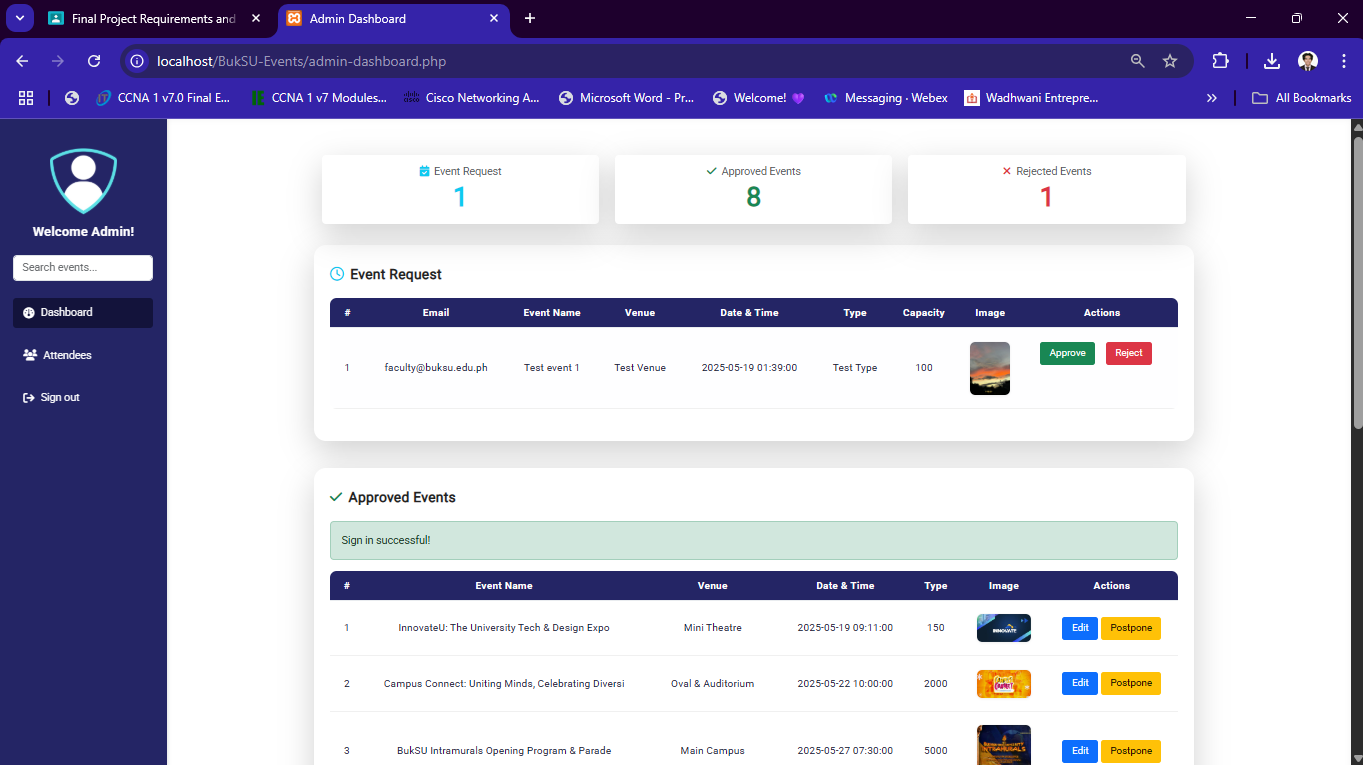 Final Project Requirements and
Admin Dashboard
localhost/BukSU-Events/admin-dashboard.php
CCNA 1 v7.0 Final E...
CCNA 1 v7 Modules...
Cisco Networking A...
Microsoft Word - Pr...
Welcome! 💜
Messaging · Webex
Wadhwani Entrepre...
All Bookmarks
Welcome Admin!
Search events...
Dashboard
Attendees
Sign out
Event Request
1
Approved Events
8
Rejected Events
1
Event Request
# Email Event Name Venue Date & Time Type Capacity Image Actions
1 faculty@buksu.edu.ph Test event 1 Test Venue 2025-05-19 01:39:00 Test Type 100 Approve Reject
Approved Events
Sign in successful!
# Event Name Venue Date & Time Type Image Actions
1 InnovateU: The University Tech & Design Expo Mini Theatre 2025-05-19 09:11:00 150 INNOVATE Edit Postpone
2 Campus Connect: Uniting Minds, Celebrating Diversi Oval & Auditorium 2025-05-22 10:00:00 2000 Edit Postpone
3 BukSU Intramurals Opening Program & Parade Main Campus 2025-05-27 07:30:00 5000 INTRAMURALS Edit Postpone